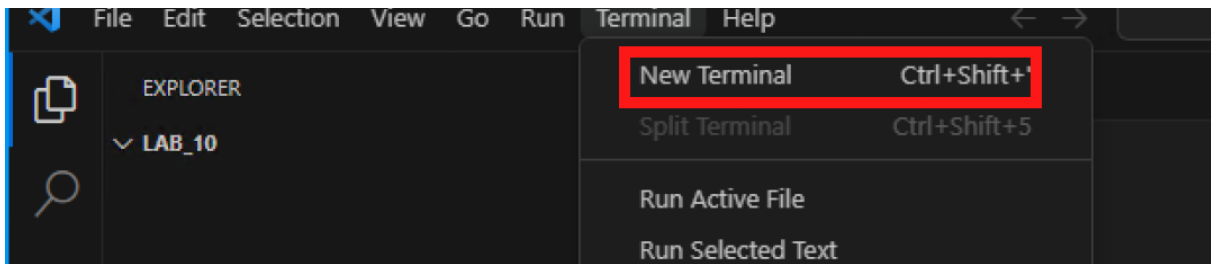 File Edit Selection View Go Run Terminal Help
EXPLORER
LAB_10
New Terminal Ctrl+Shift+`
Split Terminal Ctrl+Shift+5
Run Active File
Run Selected Text